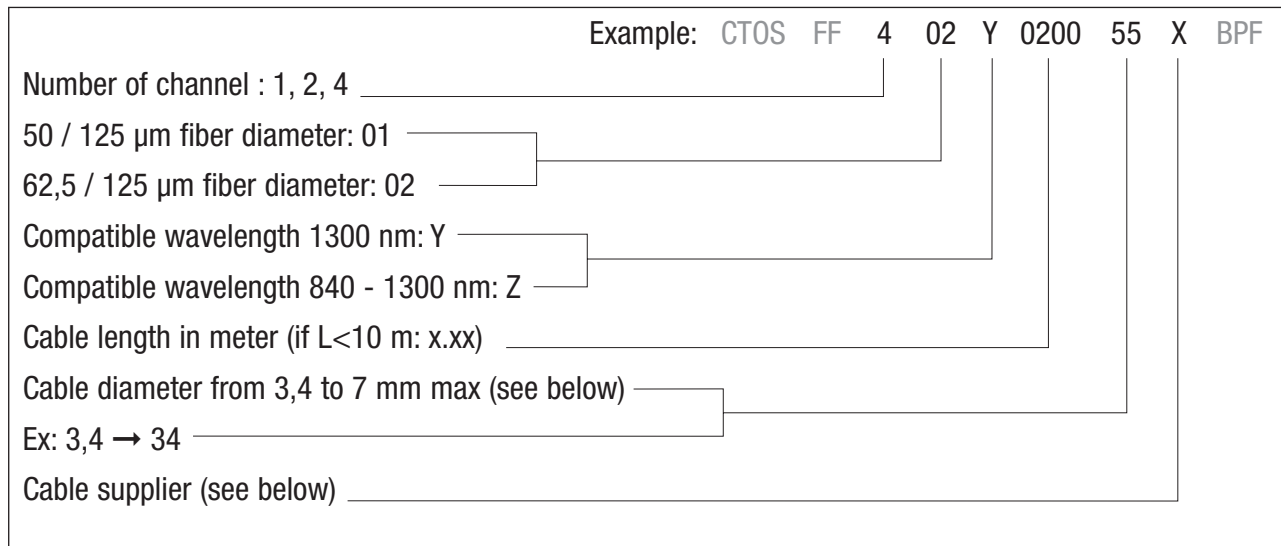 Example: CTOS FF 4 02 Y 0200 55 X BPF
Number of channel : 1, 2, 4
50 / 125 µm fiber diameter: 01
62,5 / 125 µm fiber diameter: 02
Compatible wavelength 1300 nm: Y
Compatible wavelength 840 - 1300 nm: Z
Cable length in meter (if L<10 m: x.xx)
Cable diameter from 3,4 to 7 mm max (see below)
Ex: 3,4 ➞ 34
Cable supplier (see below)